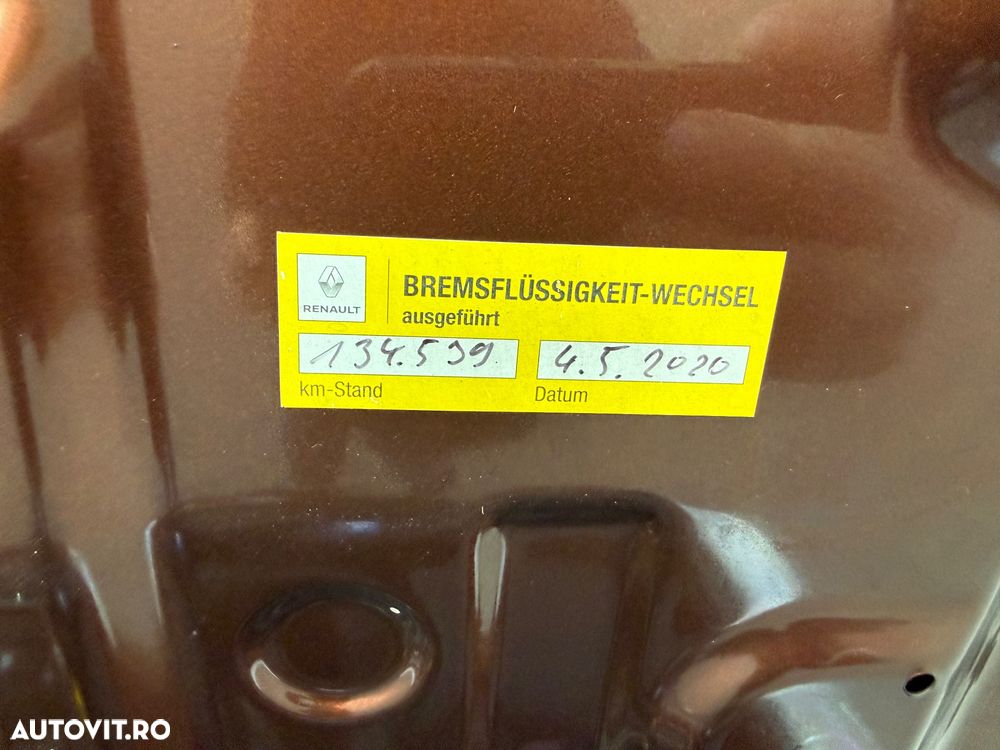 RENAULT
BREMSFLÜSSIGKEIT-WECHSEL
ausgeführt
134.599
4.5.2020
km-Stand
Datum
AUTOVIT.RO